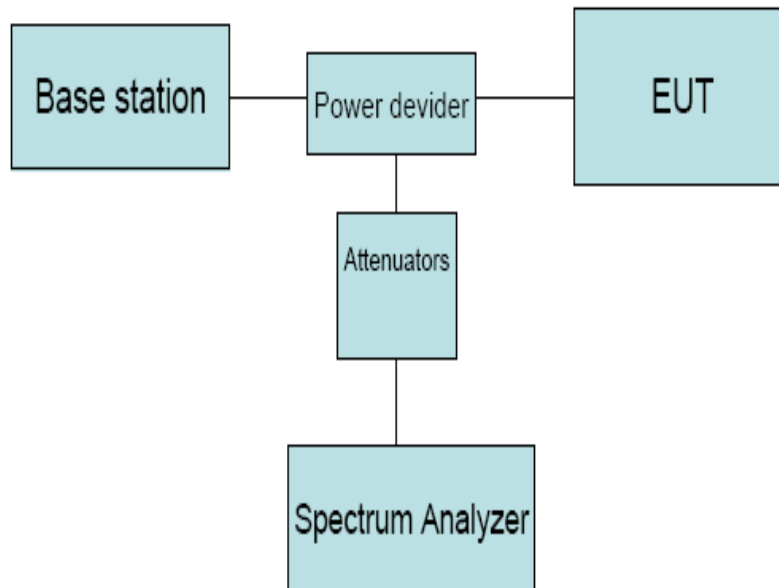 Base station
Power devider
EUT
Attenuators
Spectrum Analyzer